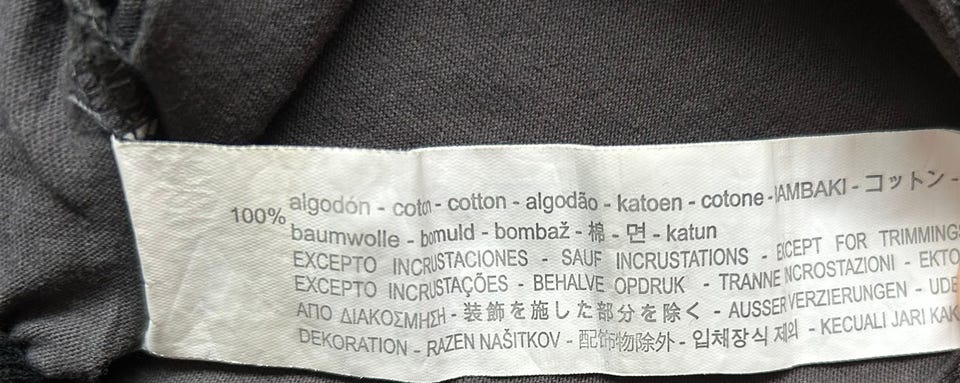 100% algodón - coton - cotton - algodão - katoen - cotone - BAMBAKI - コットン -
baumwolle - bomuld - bombaž - 棉 - 면 - katun
EXCEPTO INCRUSTACIONES - SAUF INCRUSTATIONS - EXCEPT FOR TRIMMINGS
EXCEPTO INCRUSTAÇÕES - BEHALVE OPDRUK - TRANNE INCROSTAZIONI - EKTO
ΑΠΟ ΔΙΑΚΟΣΜΗΣΗ - 装飾を施した部分を除く - AUSSER VERZIERUNGEN - UDE
DEKORATION - RAZEN NAŠITKOV - 配饰物除外 - 입체장식 제외 - KECUALI JARI KAK